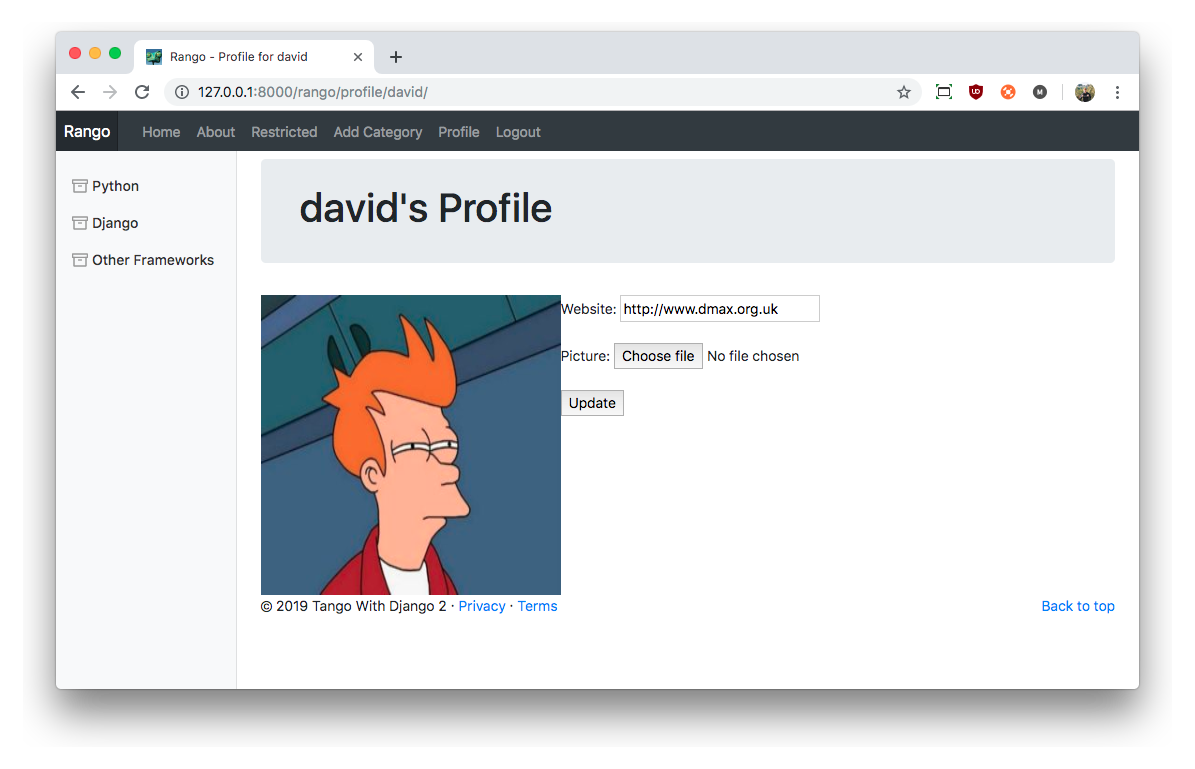 Rango - Profile for david
127.0.0.1:8000/rango/profile/david/
UD
M
Rango Home About Restricted Add Category Profile Logout
Python
Django
Other Frameworks
david's Profile
Website: http://www.dmax.org.uk
Picture: Choose file No file chosen
Update
© 2019 Tango With Django 2 · Privacy · Terms
Back to top